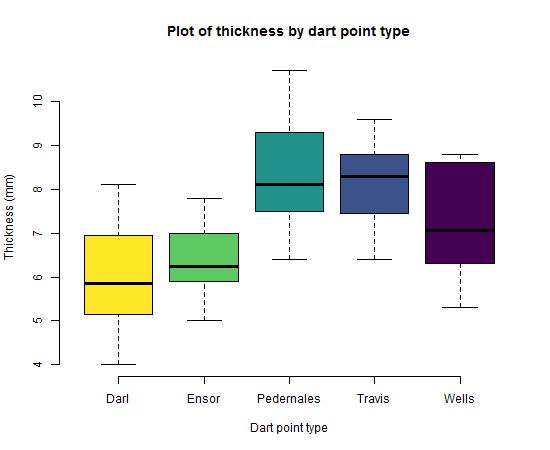 Plot of thickness by dart point type
Thickness (mm)
10
9
8
7
6
5
4
Darl Ensor Pedernales Travis Wells
Dart point type